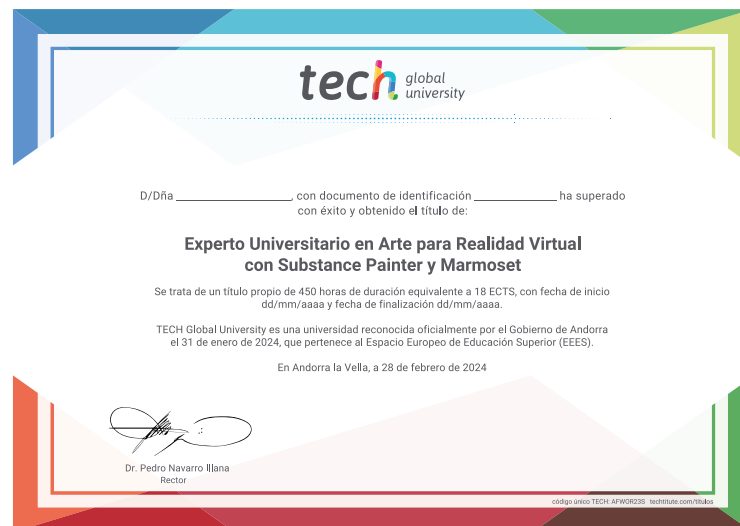 tech global
university
D/Dña ____________________, con documento de identificación ______________ ha superado
con éxito y obtenido el título de:
Experto Universitario en Arte para Realidad Virtual
con Substance Painter y Marmoset
Se trata de un título propio de 450 horas de duración equivalente a 18 ECTS, con fecha de inicio
dd/mm/aaaa y fecha de finalización dd/mm/aaaa.
TECH Global University es una universidad reconocida oficialmente por el Gobierno de Andorra
el 31 de enero de 2024, que pertenece al Espacio Europeo de Educación Superior (EEES).
En Andorra la Vella, a 28 de febrero de 2024
Dr. Pedro Navarro Illana
Rector
código único TECH: AFWOR23S techtitute.com/titulos